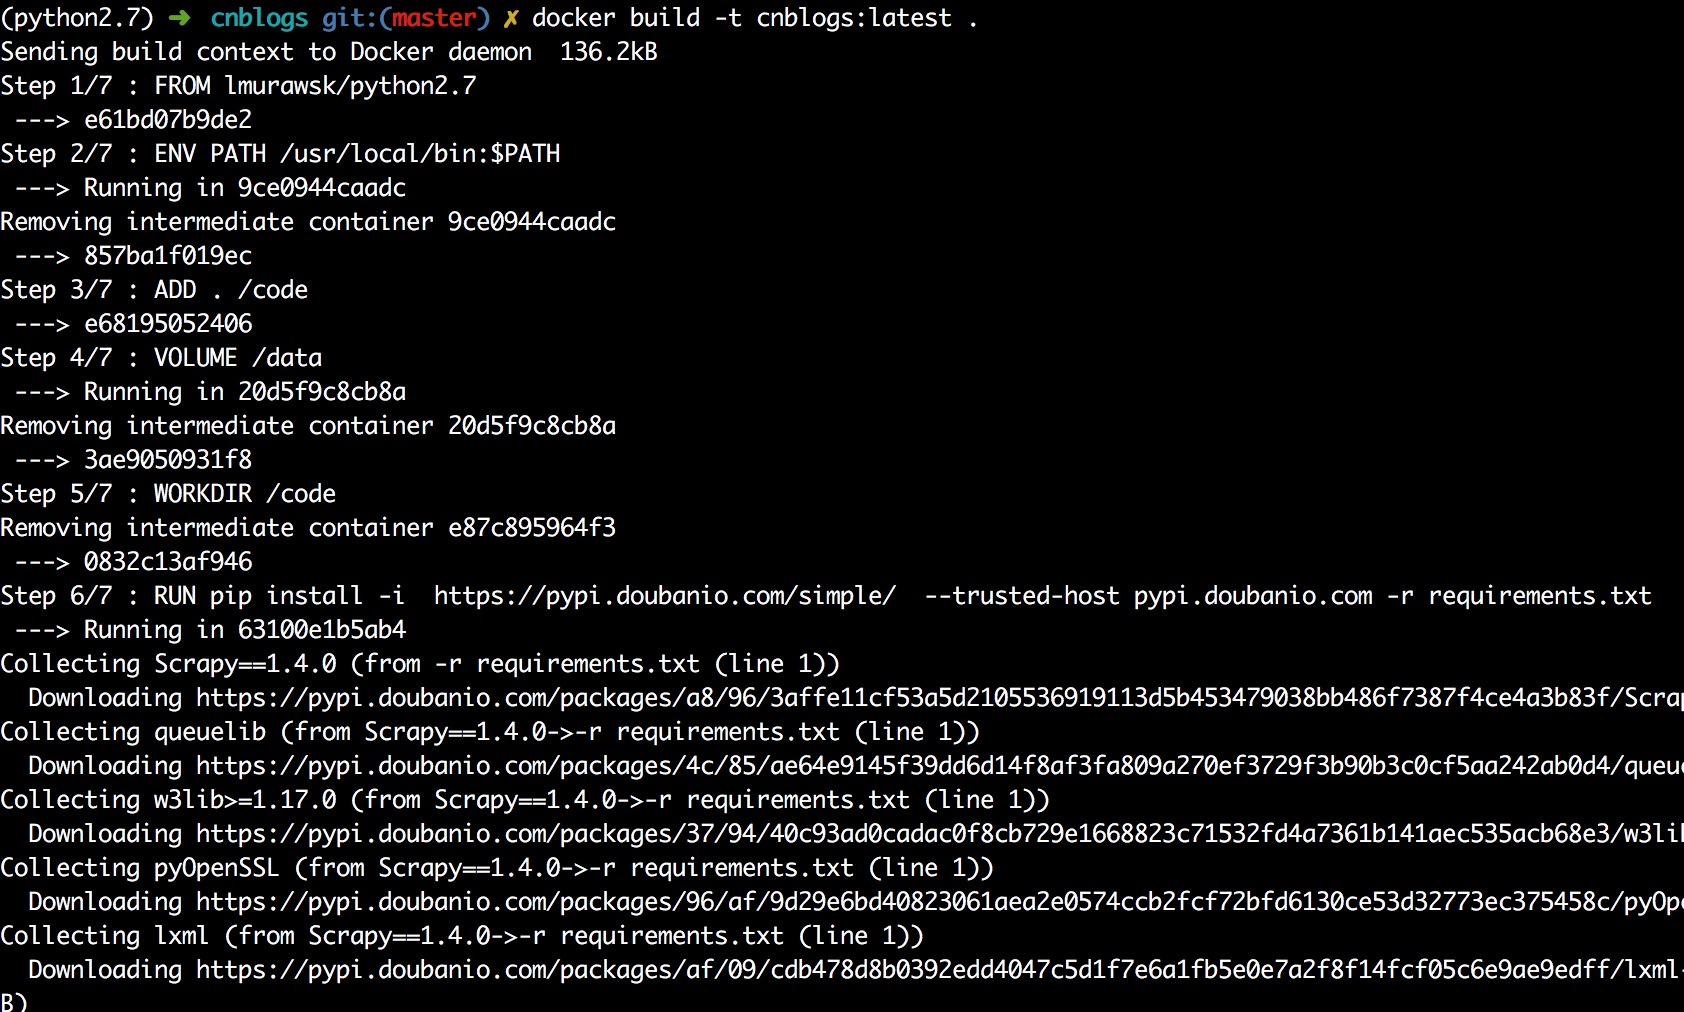 (python2.7) ➜ cnblogs git:(master) ✗ docker build -t cnblogs:latest .
Sending build context to Docker daemon  136.2kB
Step 1/7 : FROM lmurawsk/python2.7
 ---> e61bd07b9de2
Step 2/7 : ENV PATH /usr/local/bin:$PATH
 ---> Running in 9ce0944caadc
Removing intermediate container 9ce0944caadc
 ---> 857ba1f019ec
Step 3/7 : ADD . /code
 ---> e68195052406
Step 4/7 : VOLUME /data
 ---> Running in 20d5f9c8cb8a
Removing intermediate container 20d5f9c8cb8a
 ---> 3ae9050931f8
Step 5/7 : WORKDIR /code
Removing intermediate container e87c895964f3
 ---> 0832c13af946
Step 6/7 : RUN pip install -i  https://pypi.doubanio.com/simple/  --trusted-host pypi.doubanio.com -r requirements.txt
 ---> Running in 63100e1b5ab4
Collecting Scrapy==1.4.0 (from -r requirements.txt (line 1))
  Downloading https://pypi.doubanio.com/packages/a8/96/3affe11cf53a5d2105536919113d5b453479038bb486f7387f4ce4a3b83f/Scrap
Collecting queuelib (from Scrapy==1.4.0->-r requirements.txt (line 1))
  Downloading https://pypi.doubanio.com/packages/4c/85/ae64e9145f39dd6d14f8af3fa809a270ef3729f3b90b3c0cf5aa242ab0d4/queue
Collecting w3lib>=1.17.0 (from Scrapy==1.4.0->-r requirements.txt (line 1))
  Downloading https://pypi.doubanio.com/packages/37/94/40c93ad0cadac0f8cb729e1668823c71532fd4a7361b141aec535acb68e3/w3lib
Collecting pyOpenSSL (from Scrapy==1.4.0->-r requirements.txt (line 1))
  Downloading https://pypi.doubanio.com/packages/96/af/9d29e6bd40823061aea2e0574ccb2fcf72bfd6130ce53d32773ec375458c/pyOpe
Collecting lxml (from Scrapy==1.4.0->-r requirements.txt (line 1))
  Downloading https://pypi.doubanio.com/packages/af/09/cdb478d8b0392edd4047c5d1f7e6a1fb5e0e7a2f8f14fcf05c6e9ae9edff/lxml-
B)